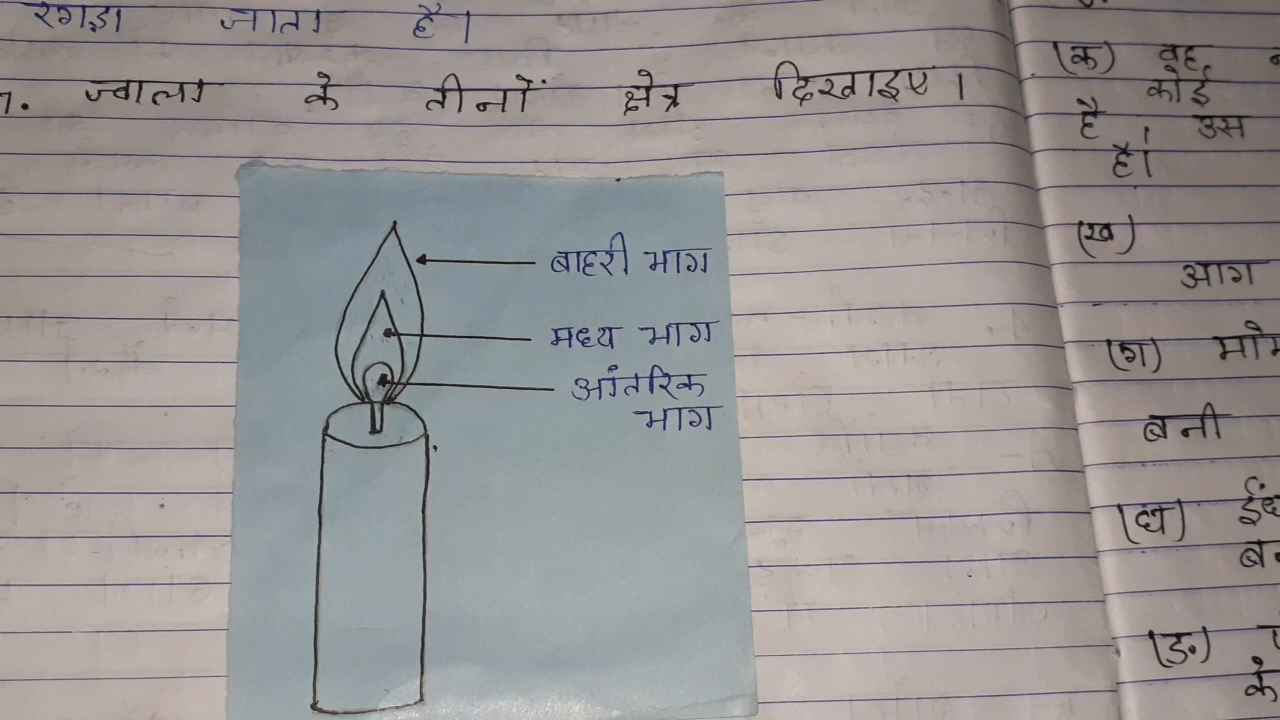 रगड़ा जाता है।
7. ज्वाला के तीनों क्षेत्र दिखाइए।
बाहरी भाग
मध्य भाग
आंतरिक
भाग
(क) वह
कोई
है। उस
है।
(ख)
आग
(ग)
बनी
(घ)
(ङ)
के